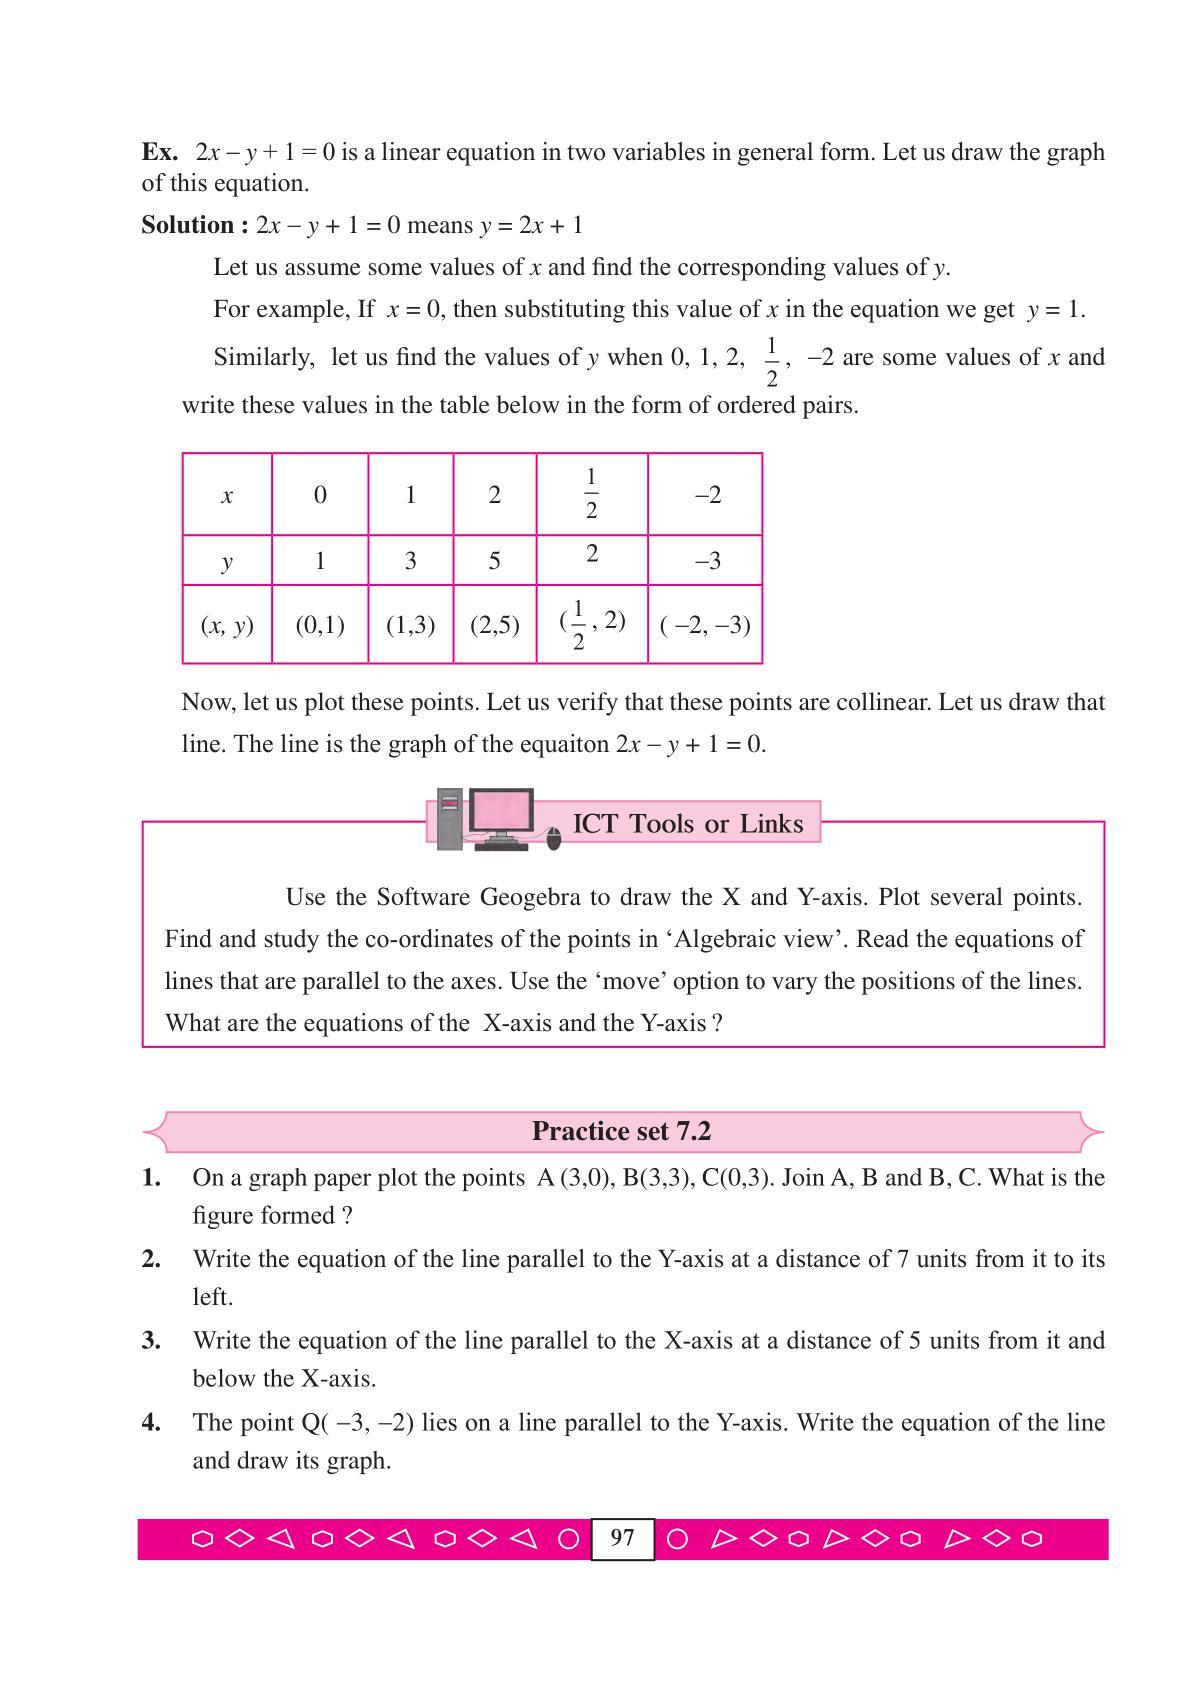 Ex. 2x – y + 1 = 0 is a linear equation in two variables in general form. Let us draw the graph
of this equation.
Solution : 2x – y + 1 = 0 means y = 2x + 1
Let us assume some values of x and find the corresponding values of y.
For example, If x = 0, then substituting this value of x in the equation we get y = 1.
Similarly, let us find the values of y when 0, 1, 2, 1/2, –2 are some values of x and
write these values in the table below in the form of ordered pairs.
x 0 1 2 1/2 –2
y 1 3 5 2 –3
(x, y) (0,1) (1,3) (2,5) (1/2, 2) ( –2, –3)
Now, let us plot these points. Let us verify that these points are collinear. Let us draw that
line. The line is the graph of the equaiton 2x – y + 1 = 0.
ICT Tools or Links
Use the Software Geogebra to draw the X and Y-axis. Plot several points.
Find and study the co-ordinates of the points in ‘Algebraic view’. Read the equations of
lines that are parallel to the axes. Use the ‘move’ option to vary the positions of the lines.
What are the equations of the X-axis and the Y-axis ?
Practice set 7.2
1. On a graph paper plot the points A (3,0), B(3,3), C(0,3). Join A, B and B, C. What is the
figure formed ?
2. Write the equation of the line parallel to the Y-axis at a distance of 7 units from it to its
left.
3. Write the equation of the line parallel to the X-axis at a distance of 5 units from it and
below the X-axis.
4. The point Q( –3, –2) lies on a line parallel to the Y-axis. Write the equation of the line
and draw its graph.
97